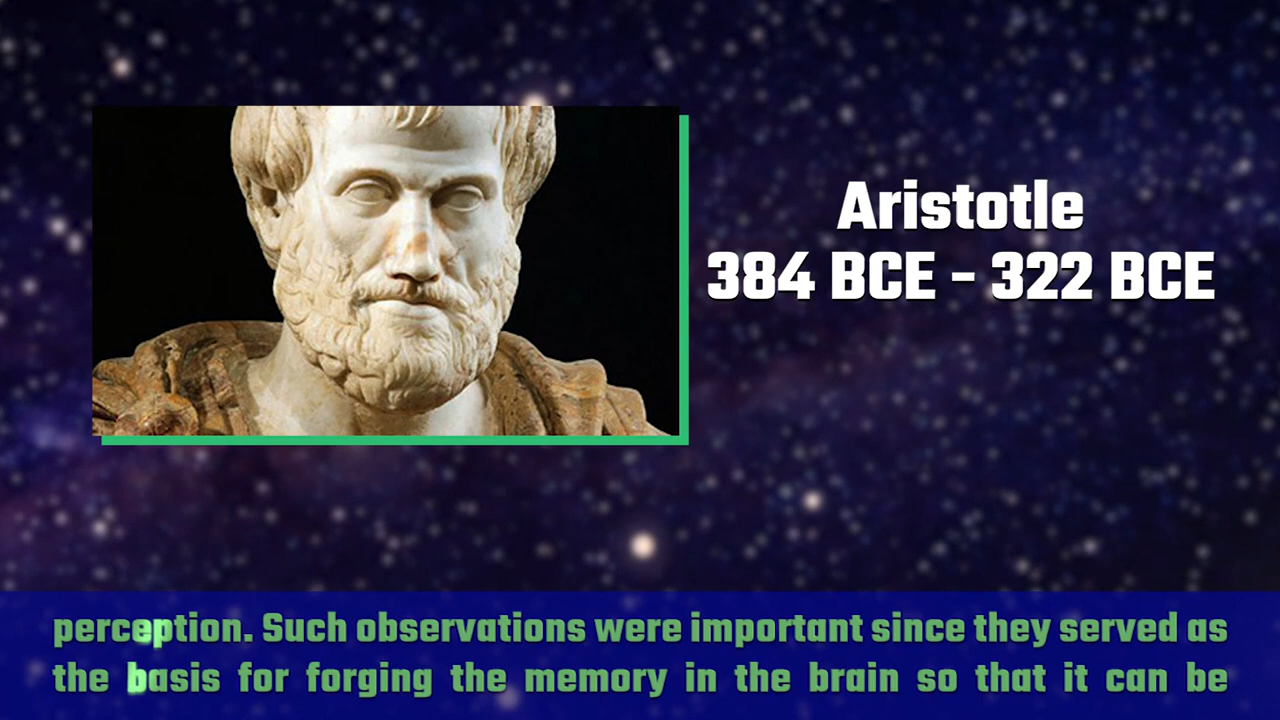 Aristotle
384 BCE - 322 BCE
perception. Such observations were important since they served as
the basis for forging the memory in the brain so that it can be